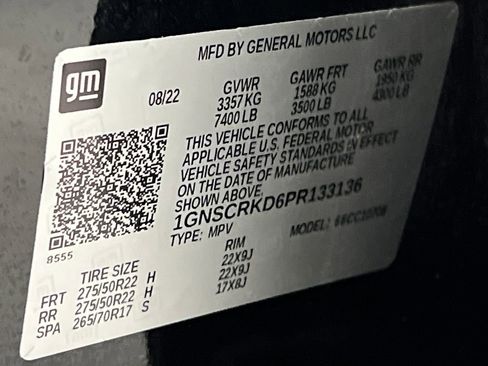 MFD BY GENERAL MOTORS LLC
gm
08/22 GVWR GAWR FRT GAWR RR
3357 KG 1588 KG 1950 KG
7400 LB 3500 LB 4300 LB
THIS VEHICLE CONFORMS TO ALL
APPLICABLE U.S. FEDERAL MOTOR
VEHICLE SAFETY STANDARDS IN EFFECT
ON THE DATE OF MANUFACTURE
SHOWN ABOVE.
1GNSCRKD6PR133136
TYPE: MPV MODEL:
8555
TIRE SIZE RIM
FRT 275/50R22 H 22X9J
RR 275/50R22 H 22X9J
SPA 265/70R17 S 17X8J